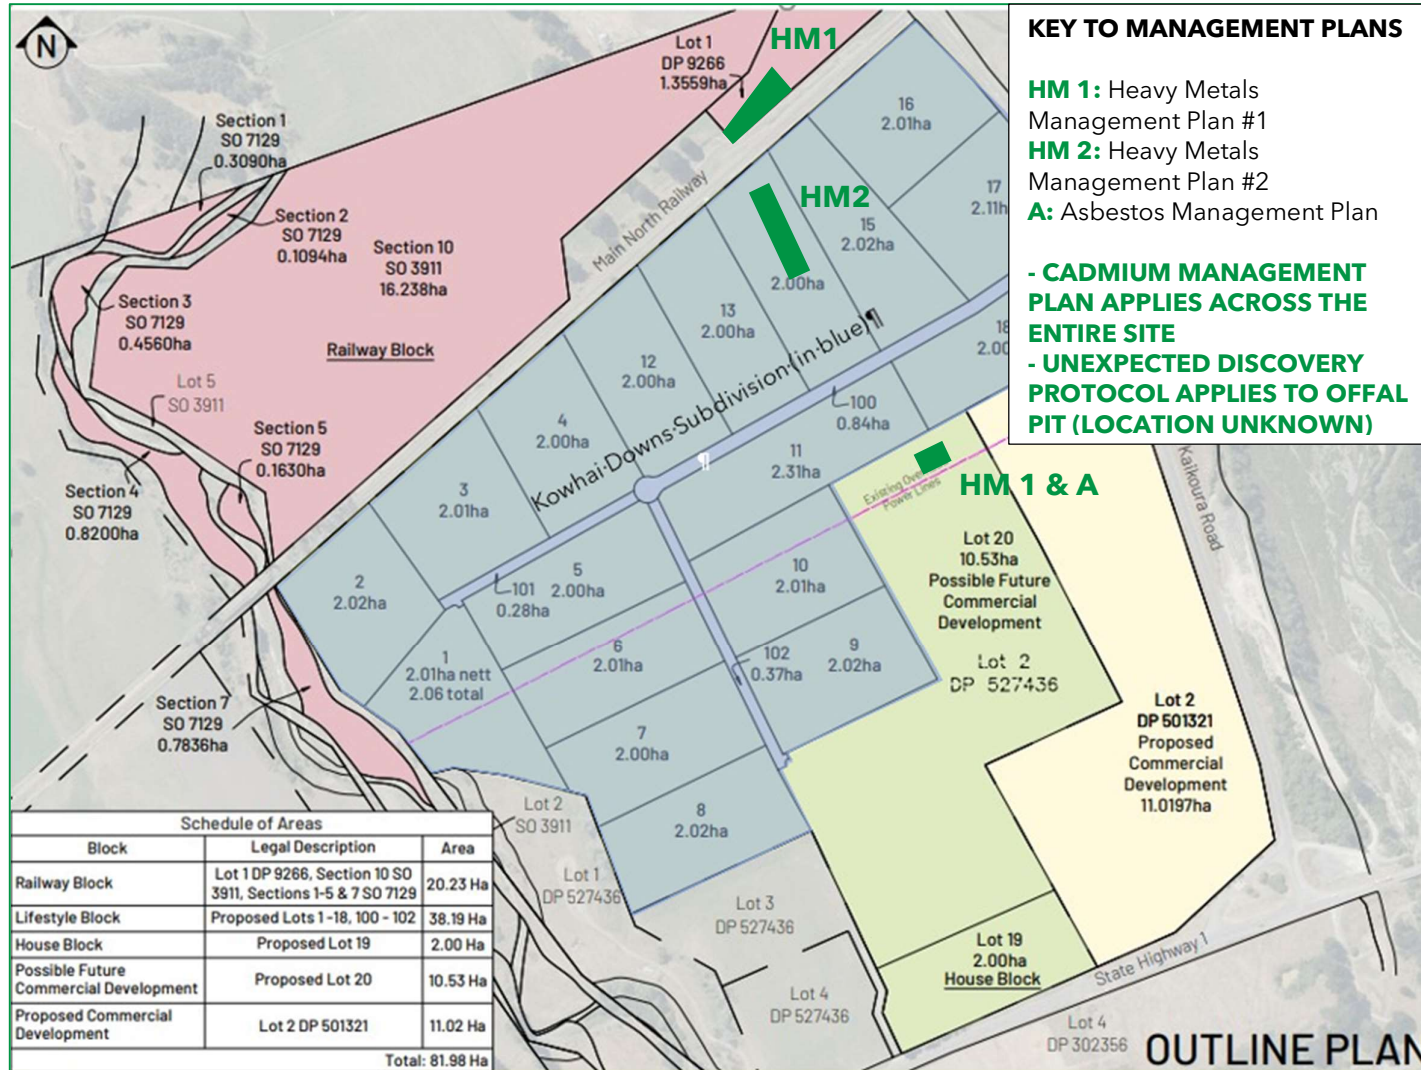 N
KEY TO MANAGEMENT PLANS
HM 1: Heavy Metals
Management Plan #1
HM 2: Heavy Metals
Management Plan #2
A: Asbestos Management Plan
- CADMIUM MANAGEMENT
PLAN APPLIES ACROSS THE
ENTIRE SITE
- UNEXPECTED DISCOVERY
PROTOCOL APPLIES TO OFFAL
PIT (LOCATION UNKNOWN)
Lot 1
DP 9266
1.3559ha
HM1
16
2.01ha
Section 1
SO 7129
0.3090ha
17
2.11h
Main North Railway
HM2
15
2.02ha
Section 2
SO 7129
0.1094ha
Section 10
SO 3911
16.238ha
2.00ha
Section 3
SO 7129
0.4560ha
13
2.00ha
18
2.00
Railway Block
12
2.00ha
Kowhai·Downs·Subdivision·(in·blue)¶
Lot 5
SO 3911
100
0.84ha
4
2.00ha
Section 5
SO 7129
0.1630ha
11
2.31ha
¶
Kaikoura Road
3
2.01ha
Section 4
SO 7129
0.8200ha
Existing Ove
Power Lines
HM 1 & A
Lot 20
10.53ha
Possible Future
Commercial
Development
Lot 2
DP 527436
2
2.02ha
101
0.28ha
5
2.00ha
10
2.01ha
1
2.01ha nett
2.06 total
6
2.01ha
102
0.37ha
9
2.02ha
Section 7
SO 7129
0.7836ha
Lot 2
DP 501321
Proposed
Commercial
Development
11.0197ha
7
2.00ha
8
2.02ha
Lot 2
SO 3911
Lot 1
DP 527436
Lot 3
DP 527436
Lot 19
2.00ha
House Block
State Highway 1
Lot 4
DP 527436
Lot 4
DP 302356
Schedule of Areas
Block Legal Description Area
Railway Block Lot 1 DP 9266, Section 10 SO 3911, Sections 1-5 & 7 SO 7129 20.23 Ha
Lifestyle Block Proposed Lots 1 -18, 100 - 102 38.19 Ha
House Block Proposed Lot 19 2.00 Ha
Possible Future Commercial Development Proposed Lot 20 10.53 Ha
Proposed Commercial Development Lot 2 DP 501321 11.02 Ha
Total: 81.98 Ha
OUTLINE PLAN